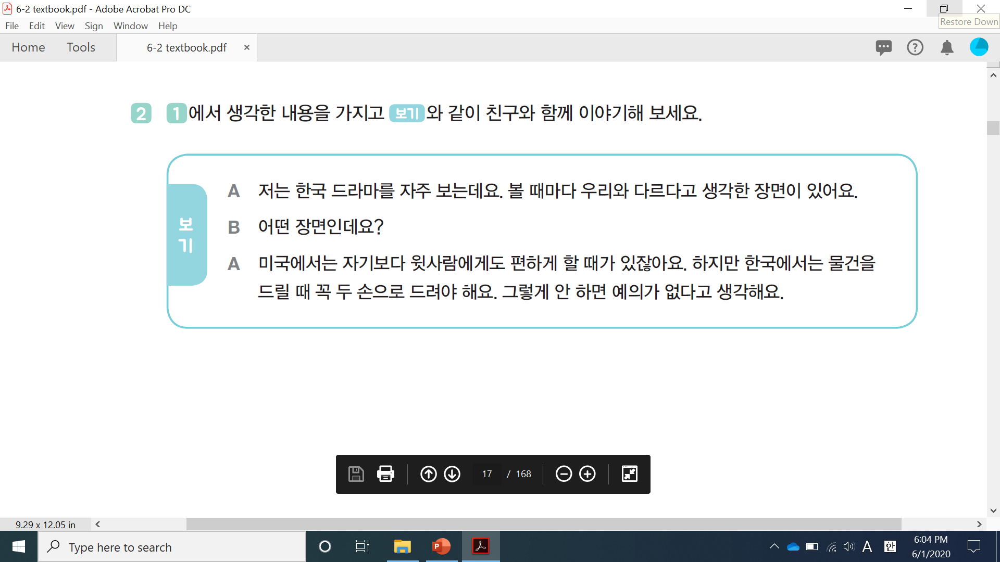 6-2 textbook.pdf - Adobe Acrobat Pro DC
File Edit View Sign Window Help
Restore Down
Home Tools 6-2 textbook.pdf
2 1에서 생각한 내용을 가지고 보기와 같이 친구와 함께 이야기해 보세요.
보기
A 저는 한국 드라마를 자주 보는데요. 볼 때마다 우리와 다르다고 생각한 장면이 있어요.
B 어떤 장면인데요?
A 미국에서는 자기보다 윗사람에게도 편하게 할 때가 있잖아요. 하지만 한국에서는 물건을
드릴 때 꼭 두 손으로 드려야 해요. 그렇게 안 하면 예의가 없다고 생각해요.
17 / 168
9.29 x 12.05 in
Type here to search
P
A 한
6:04 PM
6/1/2020